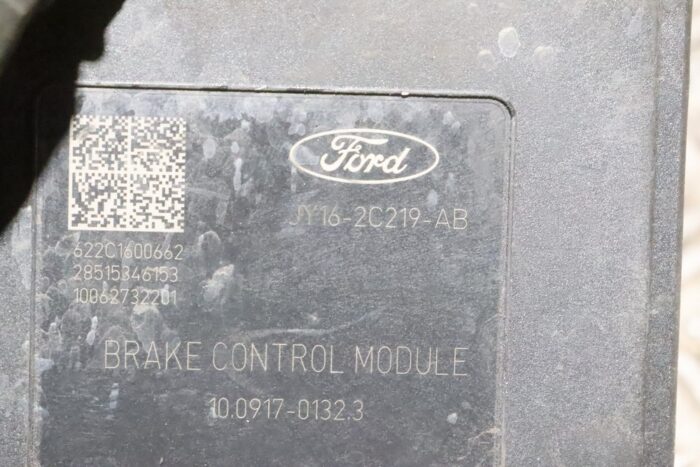 Ford
JY16-2C219-AB
622C1600662
28515346153
10062732201
BRAKE CONTROL MODULE
10.0917-0132.3